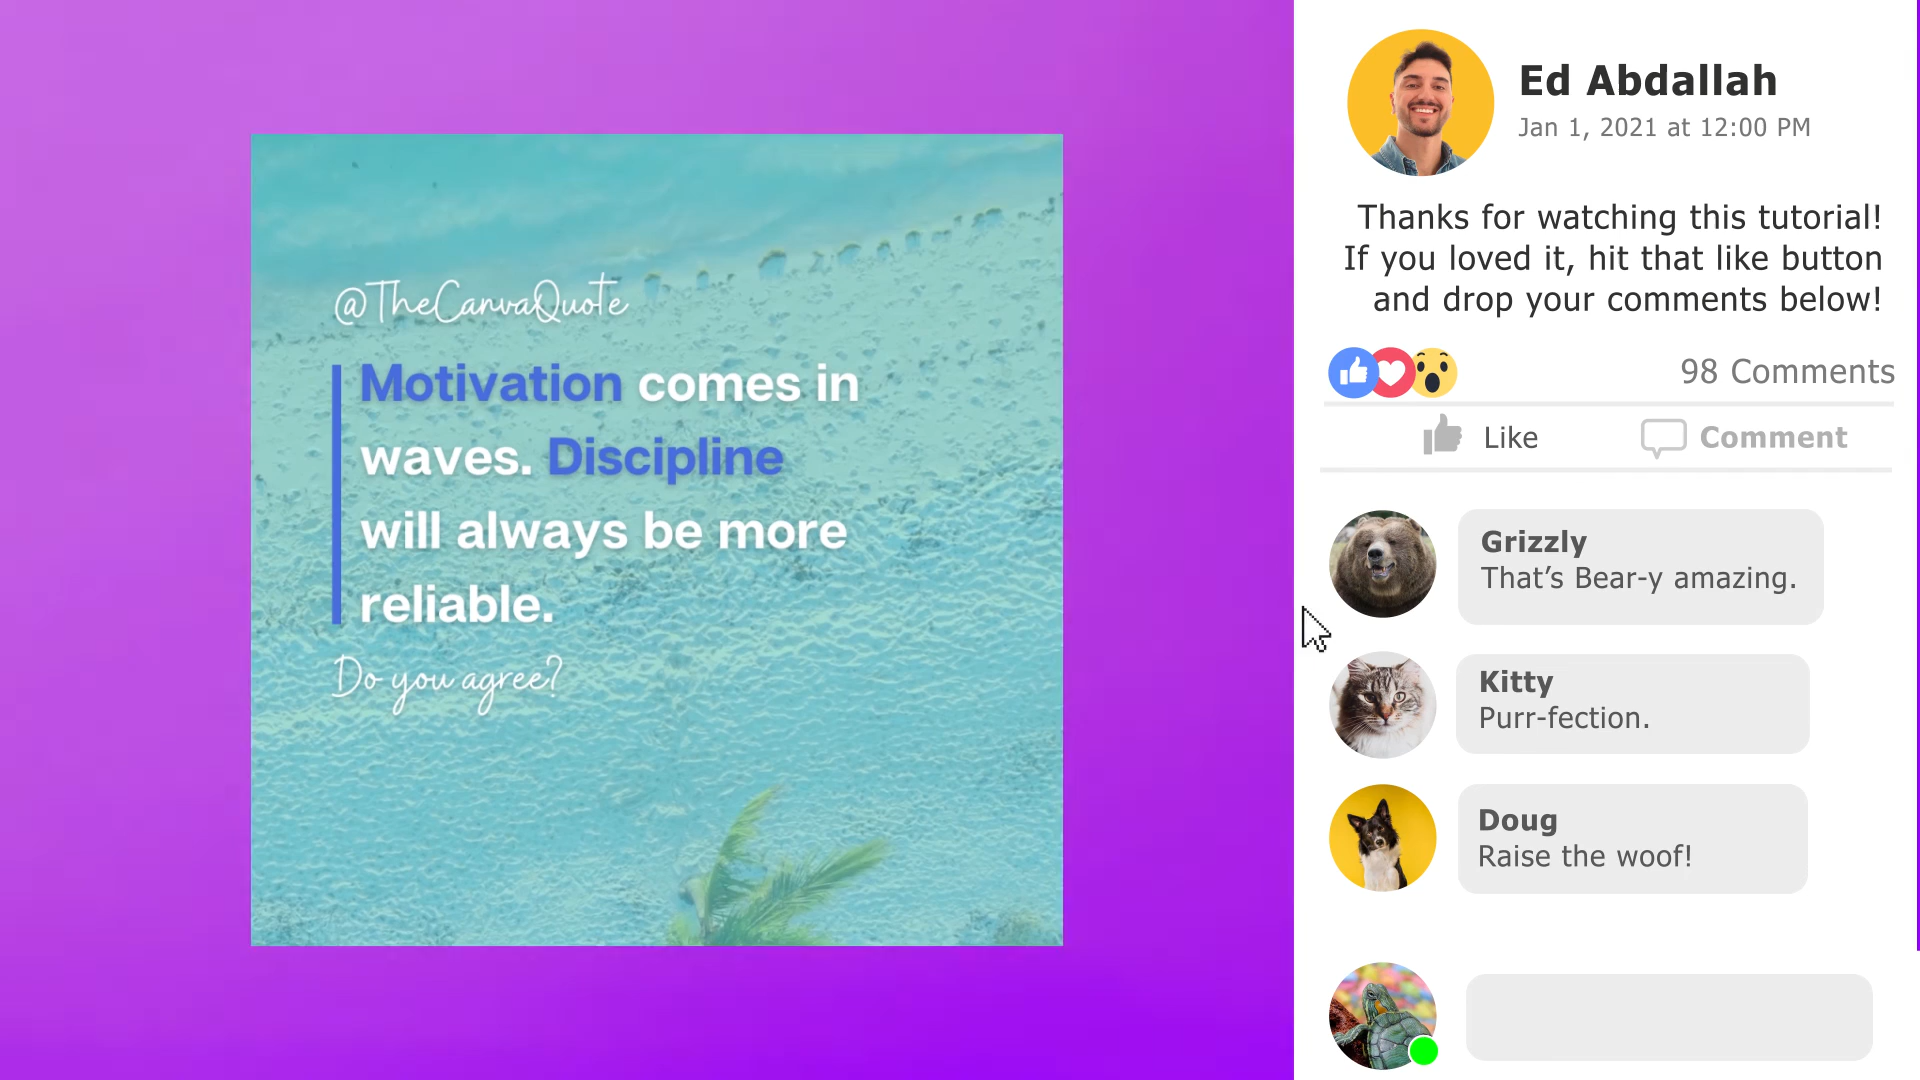 @TheCanvaQuote
Motivation comes in
waves. Discipline
will always be more
reliable.
Do you agree?
Ed Abdallah
Jan 1, 2021 at 12:00 PM
Thanks for watching this tutorial!
If you loved it, hit that like button
and drop your comments below!
98 Comments
Like
Comment
Grizzly
That’s Bear-y amazing.
Kitty
Purr-fection.
Doug
Raise the woof!